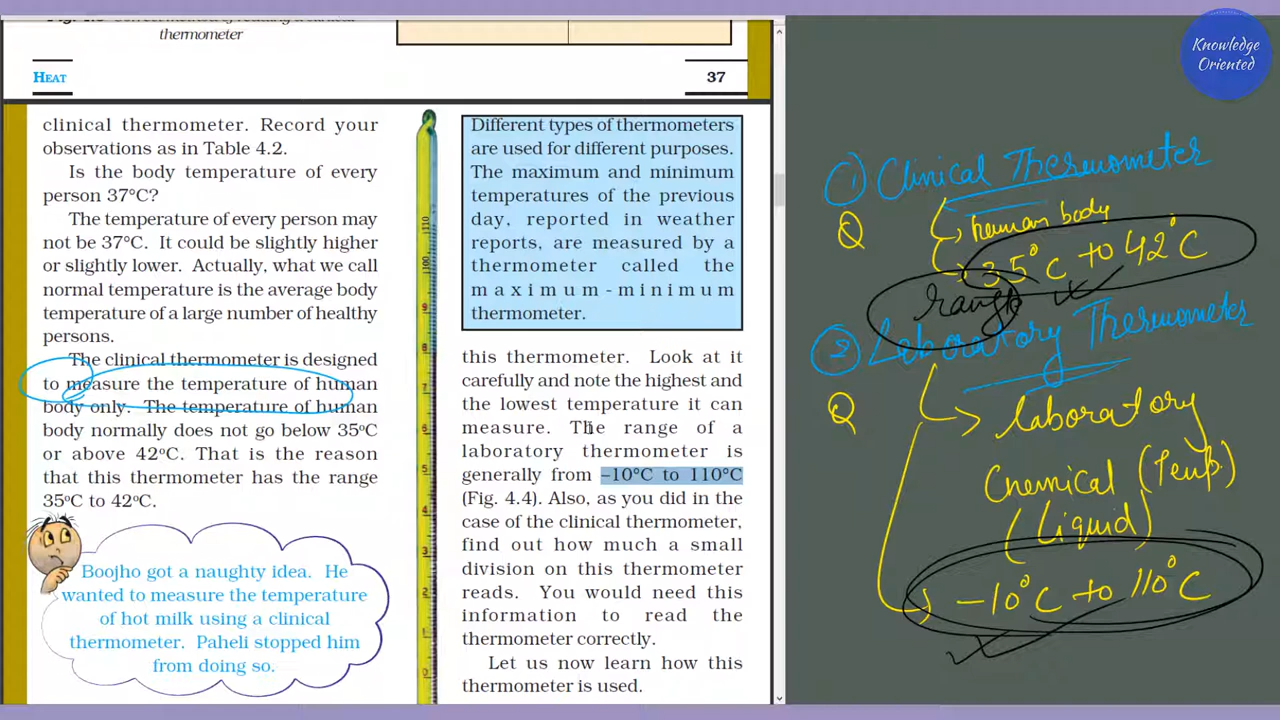 thermometer
HEAT
37
clinical thermometer. Record your
observations as in Table 4.2.
Is the body temperature of every
person 37°C?
The temperature of every person may
not be 37°C. It could be slightly higher
or slightly lower. Actually, what we call
normal temperature is the average body
temperature of a large number of healthy
persons.
The clinical thermometer is designed
to measure the temperature of human
body only. The temperature of human
body normally does not go below 35°C
or above 42°C. That is the reason
that this thermometer has the range
35°C to 42°C.
Boojho got a naughty idea. He
wanted to measure the temperature
of hot milk using a clinical
thermometer. Paheli stopped him
from doing so.
110
100
Different types of thermometers
are used for different purposes.
The maximum and minimum
temperatures of the previous
day, reported in weather
reports, are measured by a
thermometer called the
maximum-minimum
thermometer.
this thermometer. Look at it
carefully and note the highest and
the lowest temperature it can
measure. The range of a
laboratory thermometer is
generally from –10°C to 110°C
(Fig. 4.4). Also, as you did in the
case of the clinical thermometer,
find out how much a small
division on this thermometer
reads. You would need this
information to read the
thermometer correctly.
Let us now learn how this
thermometer is used.
Knowledge
Oriented
① Clinical Thermometer
Q
human body
35°C to 42°C
range
② Laboratory Thermometer
Q
laboratory
Chemical (Temp.)
(Liquid)
-10°C to 110°C